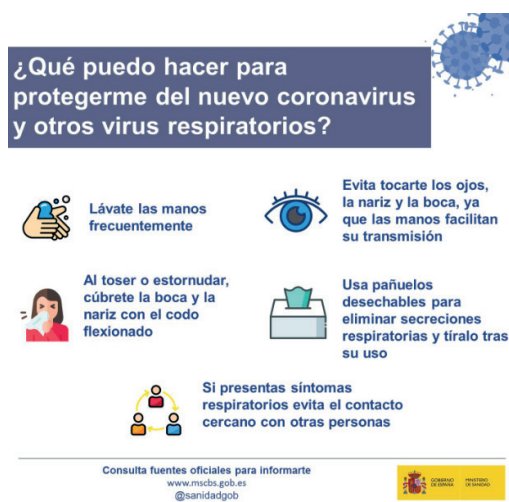 ¿Qué puedo hacer para
protegerme del nuevo coronavirus
y otros virus respiratorios?
Lávate las manos
frecuentemente
Evita tocarte los ojos,
la nariz y la boca, ya
que las manos facilitan
su transmisión
Al toser o estornudar,
cúbrete la boca y la
nariz con el codo
flexionado
Usa pañuelos
desechables para
eliminar secreciones
respiratorias y tíralo tras
su uso
Si presentas síntomas
respiratorios evita el contacto
cercano con otras personas
Consulta fuentes oficiales para informarte
www.mscbs.gob.es
@sanidadgob
GOBIERNO
DE ESPAÑA
MINISTERIO
DE SANIDAD